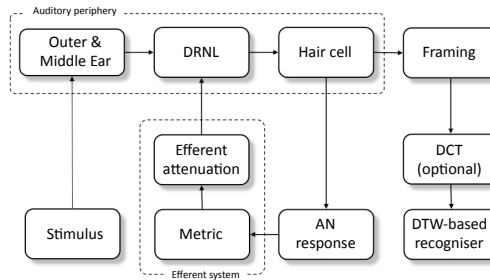 Auditory periphery
Outer &
Middle Ear
DRNL
Hair cell
Framing
Efferent
attenuation
DCT
(optional)
Stimulus
Metric
AN
response
DTW-based
recogniser
Efferent system